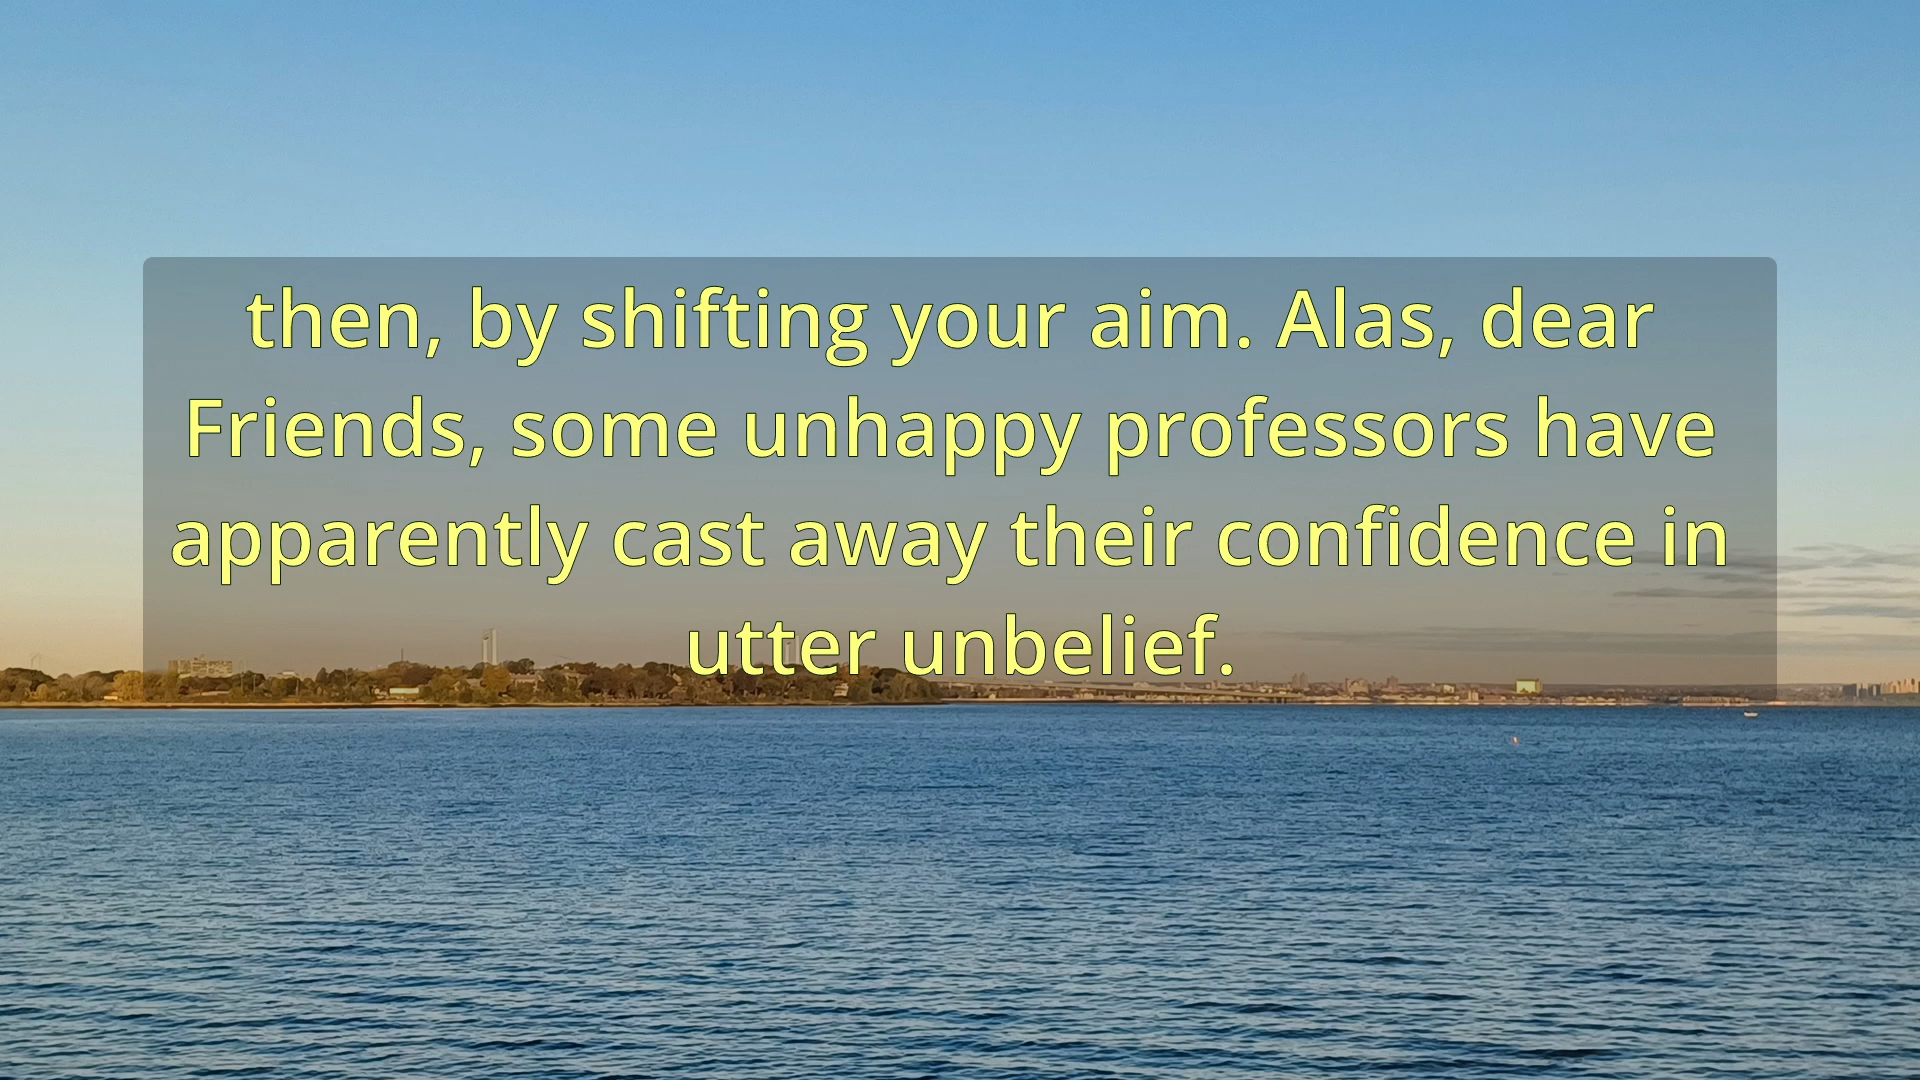 then, by shifting your aim. Alas, dear
Friends, some unhappy professors have
apparently cast away their confidence in
utter unbelief.